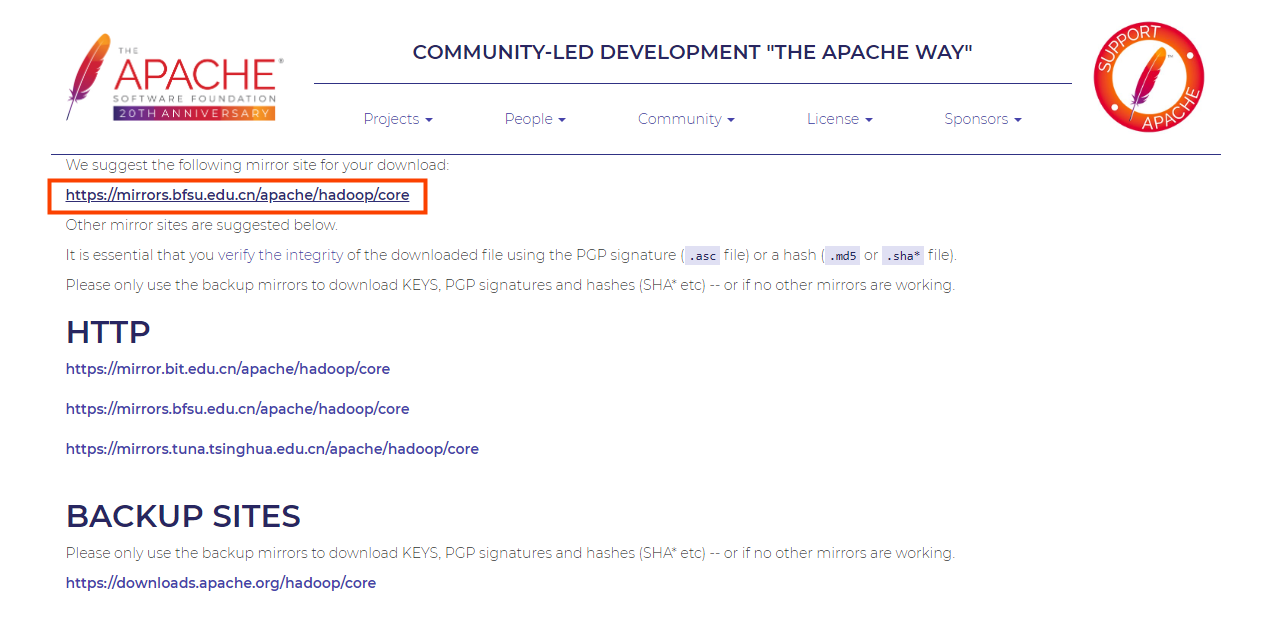 THE
APACHE®
SOFTWARE FOUNDATION
20TH ANNIVERSARY
COMMUNITY-LED DEVELOPMENT "THE APACHE WAY"
Projects
People
Community
License
Sponsors
SUPPORT
APACHE
™
We suggest the following mirror site for your download:
https://mirrors.bfsu.edu.cn/apache/hadoop/core
Other mirror sites are suggested below.
It is essential that you verify the integrity of the downloaded file using the PGP signature ( .asc file) or a hash ( .md5 or .sha* file).
Please only use the backup mirrors to download KEYS, PGP signatures and hashes (SHA* etc) -- or if no other mirrors are working.
HTTP
https://mirror.bit.edu.cn/apache/hadoop/core
https://mirrors.bfsu.edu.cn/apache/hadoop/core
https://mirrors.tuna.tsinghua.edu.cn/apache/hadoop/core
BACKUP SITES
Please only use the backup mirrors to download KEYS, PGP signatures and hashes (SHA* etc) -- or if no other mirrors are working.
https://downloads.apache.org/hadoop/core